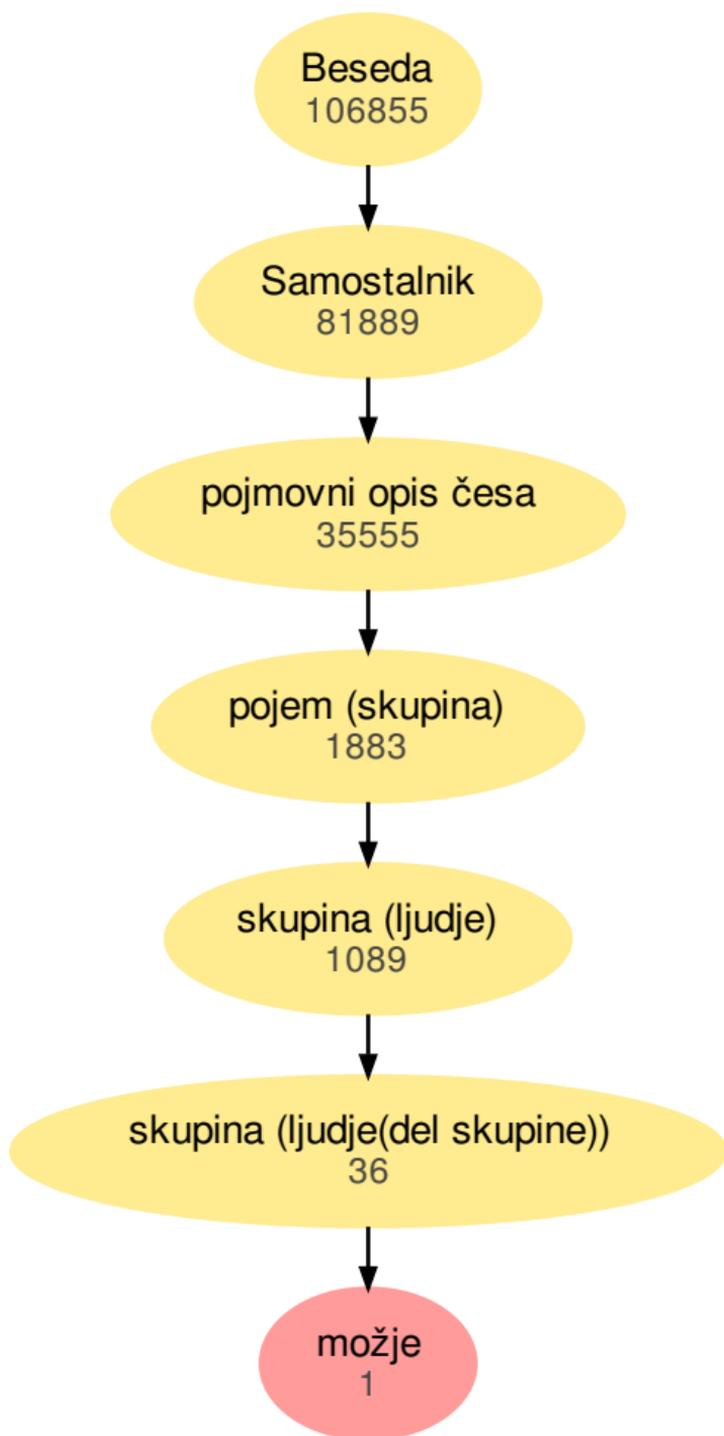 Beseda
106855
Samostalnik
81889
pojmovni opis česa
35555
pojem (skupina)
1883
skupina (ljudje)
1089
skupina (ljudje(del skupine))
36
možje
1